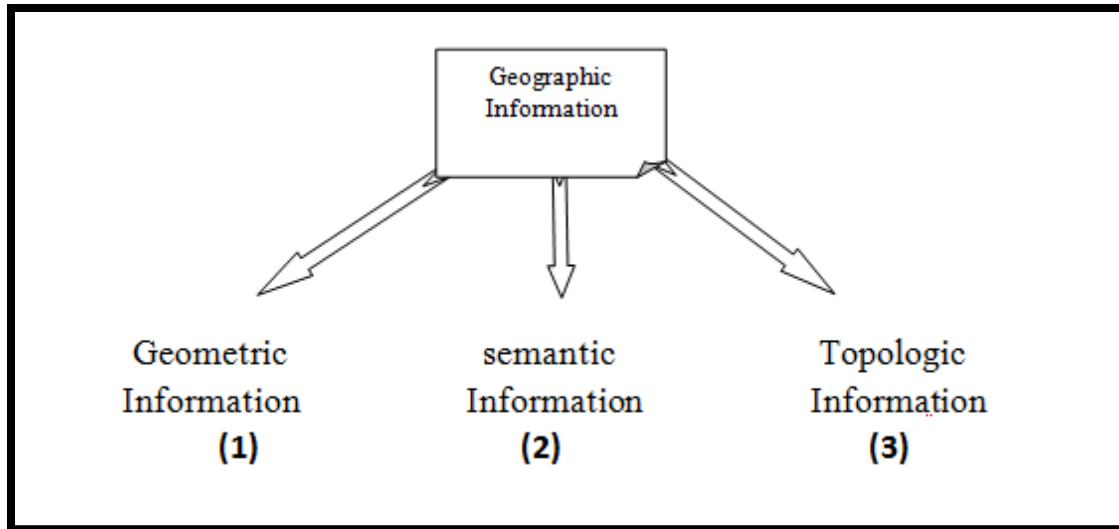 Geographic
Information
Geometric
Information
(1)
semantic
Information
(2)
Topologic
Information
(3)